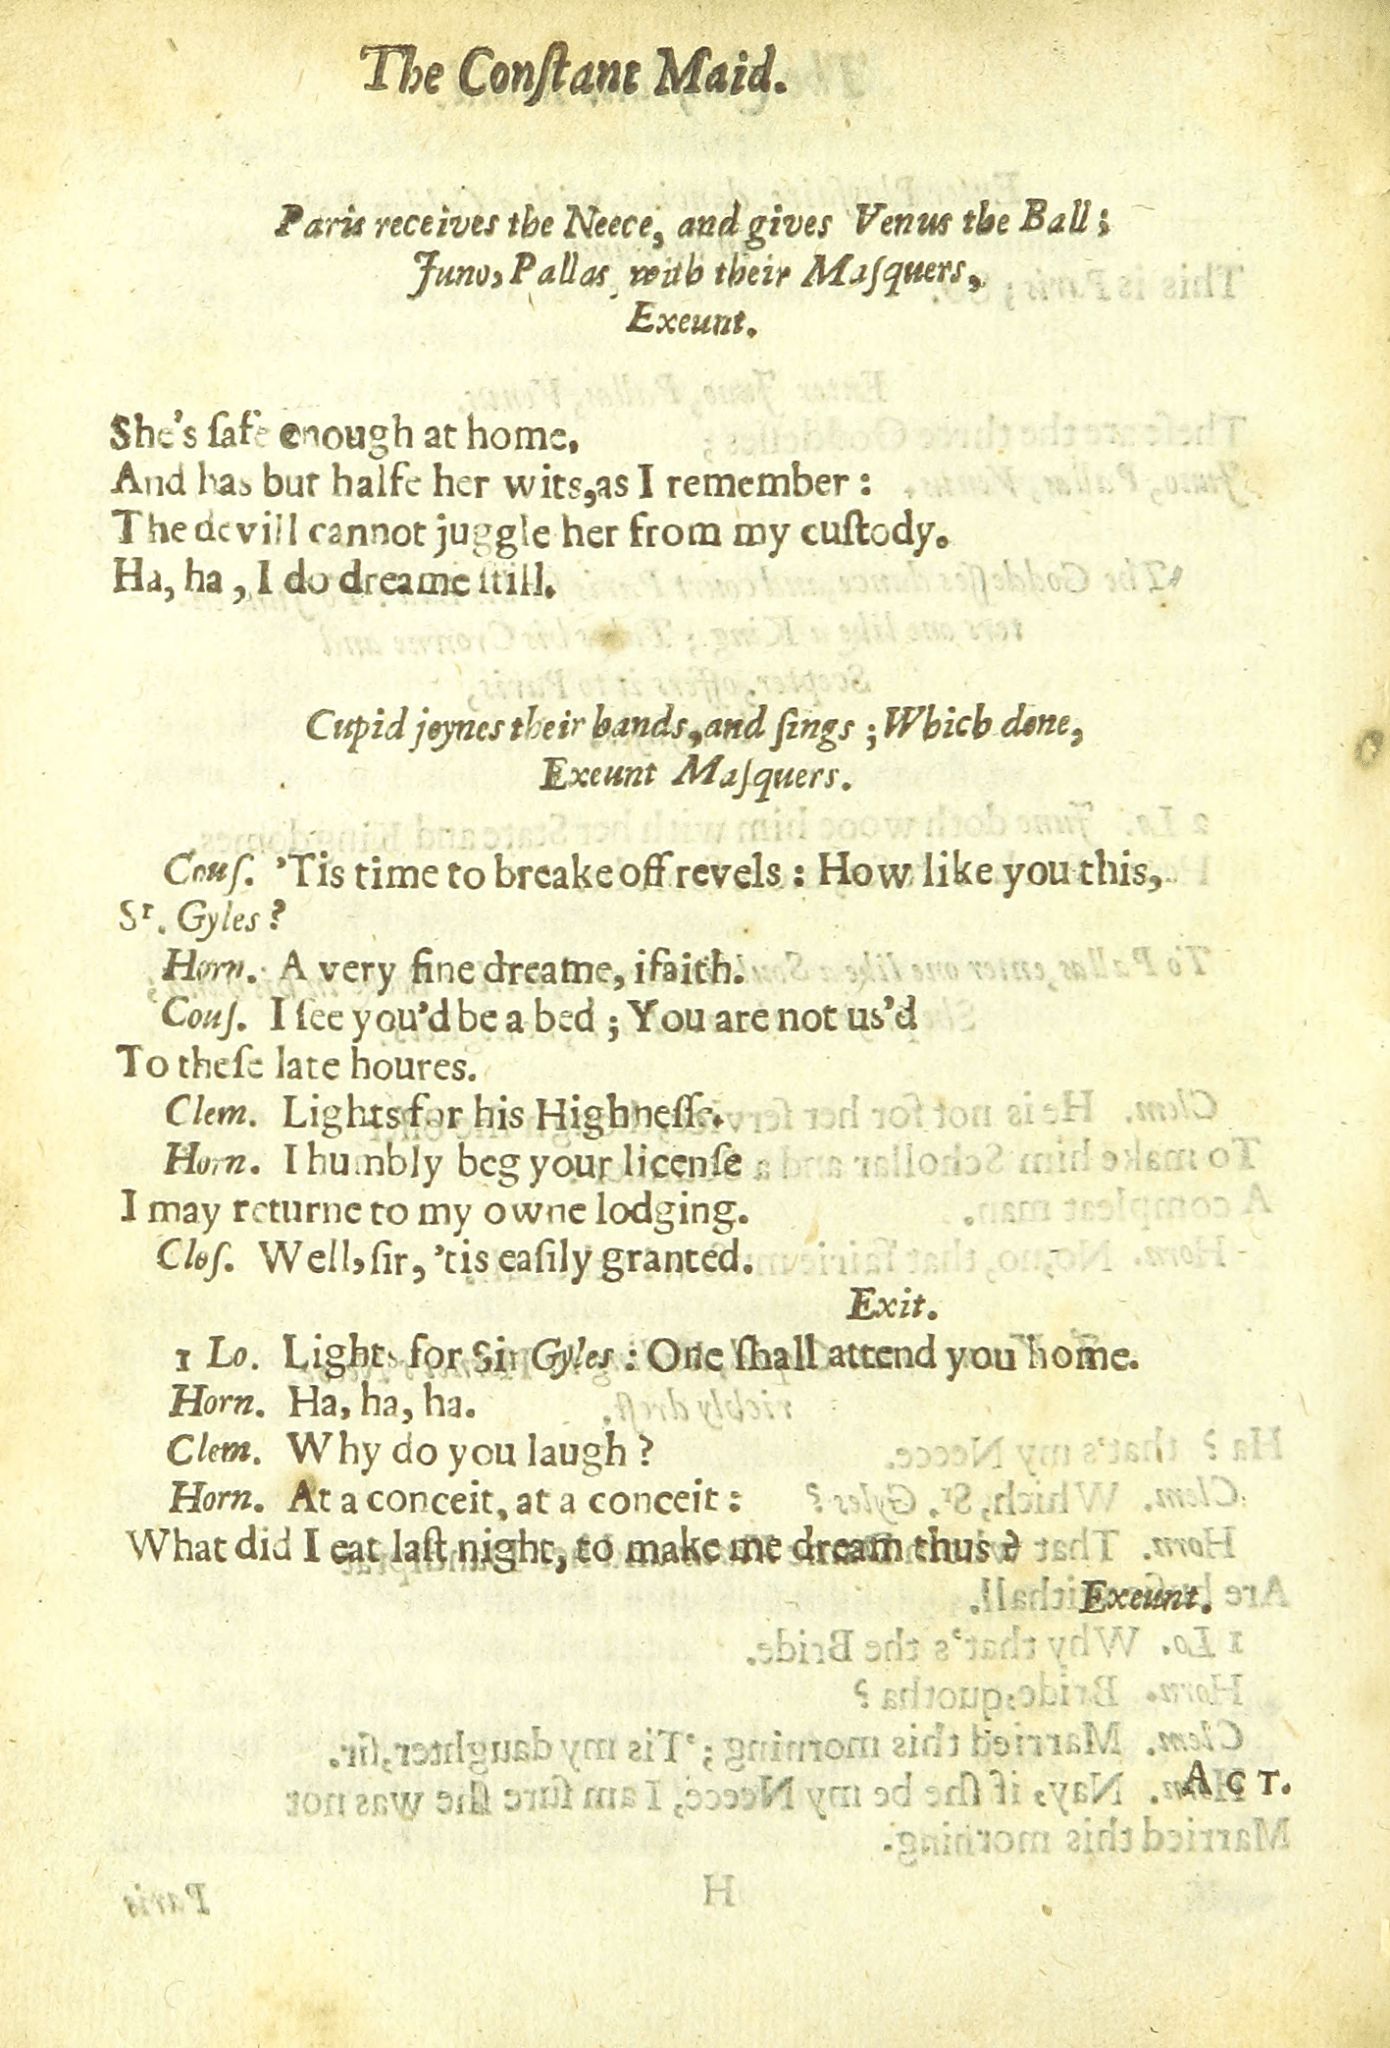 The Conſtant Maid.
Paris receives the Neece, and gives Venus the Ball;
Juno, Pallas with their Maſquers,
Exeunt.
She's ſafe enough at home,
And has but halfe her wits,as I remember:
The devill cannot juggle her from my cuſtody.
Ha, ha, I do dreame ſtill.
Cupid joynes their hands, and ſings; Which done,
Exeunt Maſquers.
Couſ. 'Tis time to breake off revels: How like you this,
Sr. Gyles?
Horn. A very fine dreame, ifaith.
Couſ. I ſee you'd be a bed; You are not us'd
To theſe late houres.
Clem. Lights for his Highneſſe.
Horn. I humbly beg your licenſe
I may returne to my owne lodging.
Cloſ. Well, ſir, 'tis eaſily granted.
Exit.
1 Lo. Lights for Sir Gyles: One ſhall attend you home.
Horn. Ha, ha, ha.
Clem. Why do you laugh?
Horn. At a conceit, at a conceit:
What did I eat laſt night, to make me dream thus?
Exeunt.
ACT.